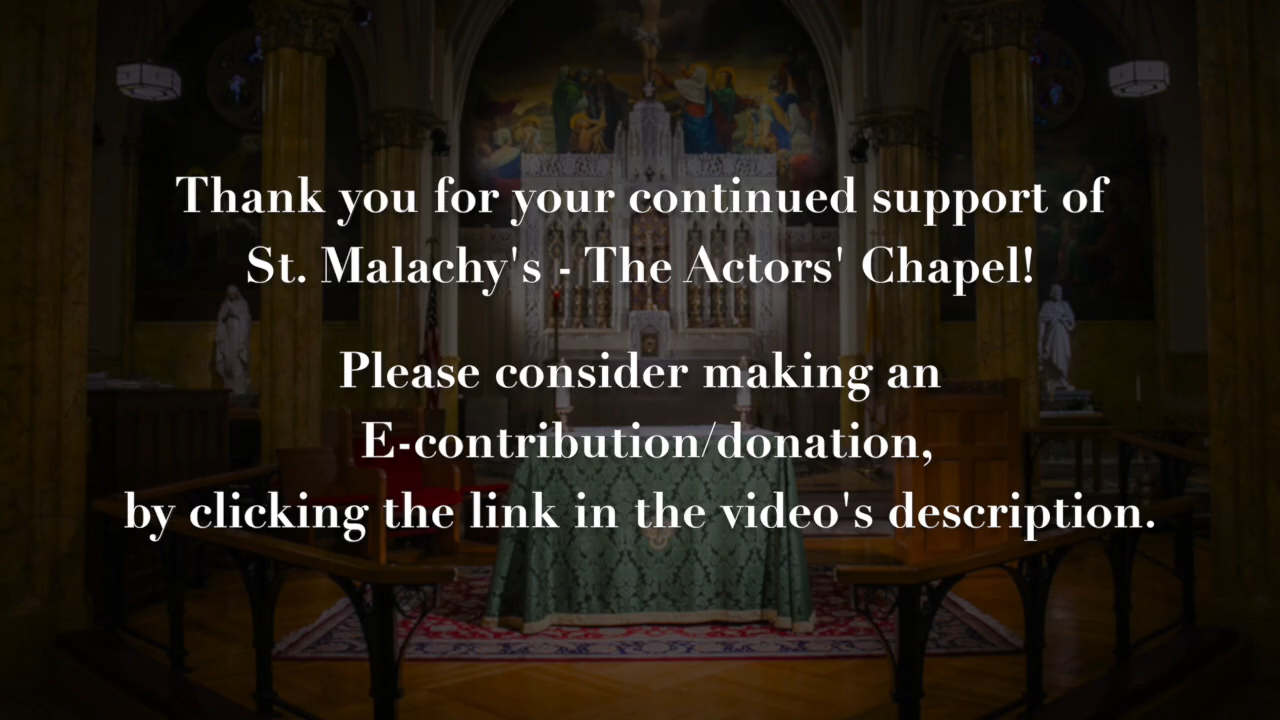 Thank you for your continued support of
St. Malachy's - The Actors' Chapel!
Please consider making an
E-contribution/donation,
by clicking the link in the video's description.